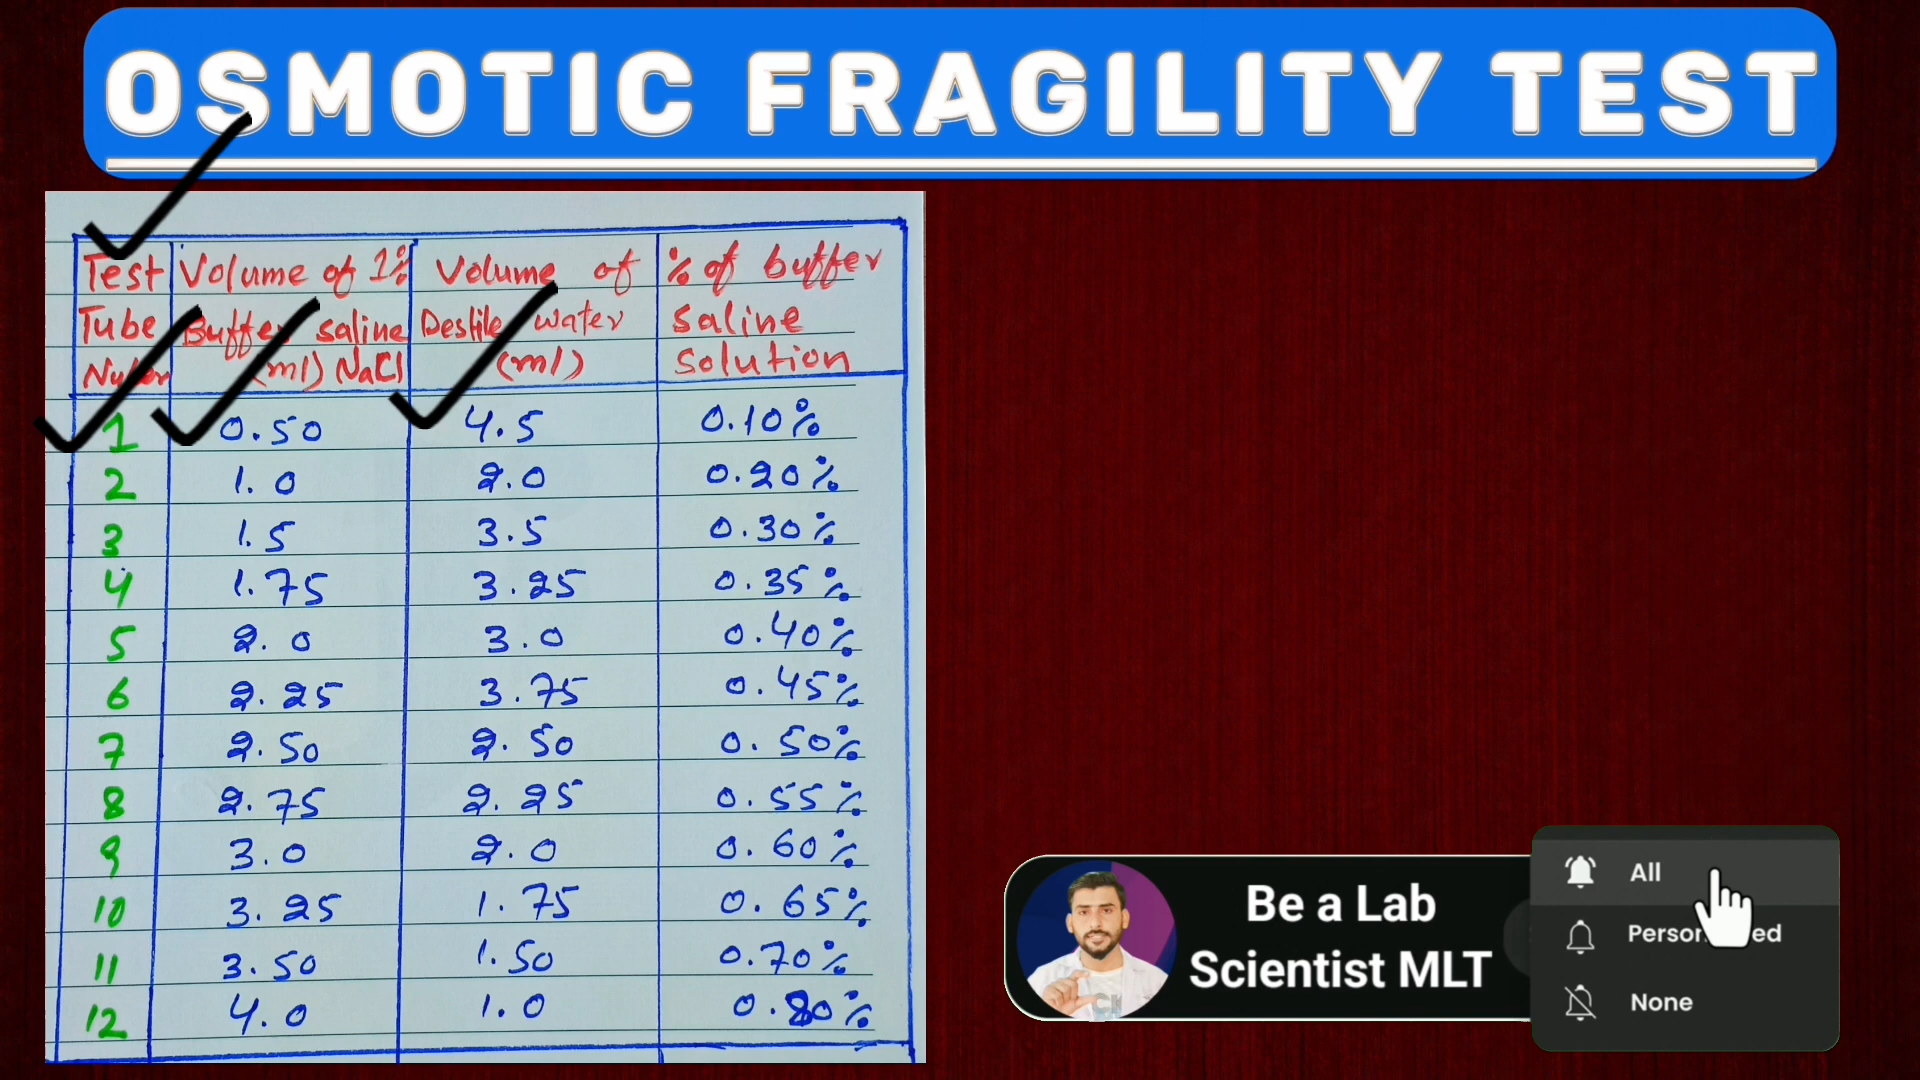 OSMOTIC FRAGILITY TEST
Test Tube Number | Volume of 1% Buffer saline (ml) NaCl | Volume of Destile water (ml) | % of buffer saline solution
1 | 0.50 | 4.5 | 0.10%
2 | 1.0 | 2.0 | 0.20%
3 | 1.5 | 3.5 | 0.30%
4 | 1.75 | 3.25 | 0.35%
5 | 2.0 | 3.0 | 0.40%
6 | 2.25 | 3.75 | 0.45%
7 | 2.50 | 2.50 | 0.50%
8 | 2.75 | 2.25 | 0.55%
9 | 3.0 | 2.0 | 0.60%
10 | 3.25 | 1.75 | 0.65%
11 | 3.50 | 1.50 | 0.70%
12 | 4.0 | 1.0 | 0.80%
Be a Lab
Scientist MLT
All
None